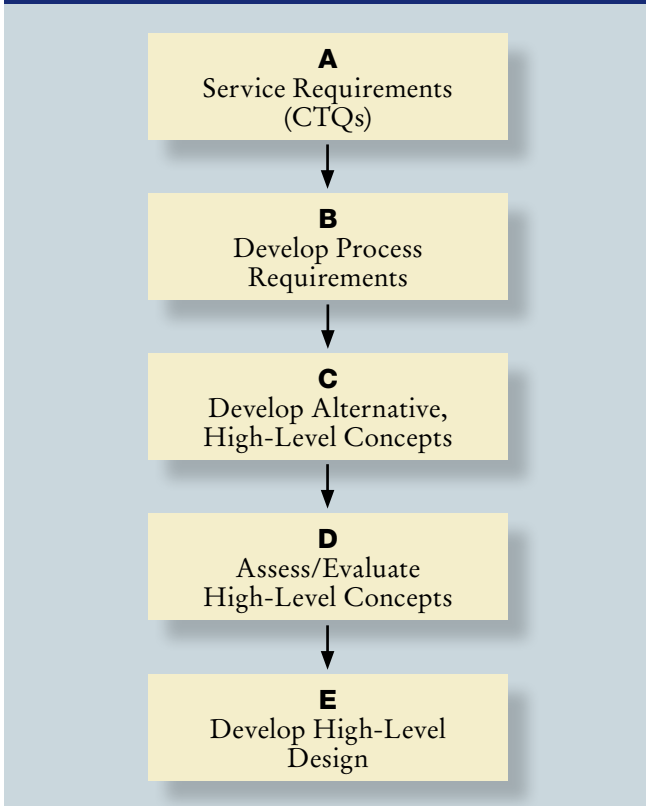 A
Service Requirements
(CTQs)
B
Develop Process
Requirements
C
Develop Alternative,
High-Level Concepts
D
Assess/Evaluate
High-Level Concepts
E
Develop High-Level
Design